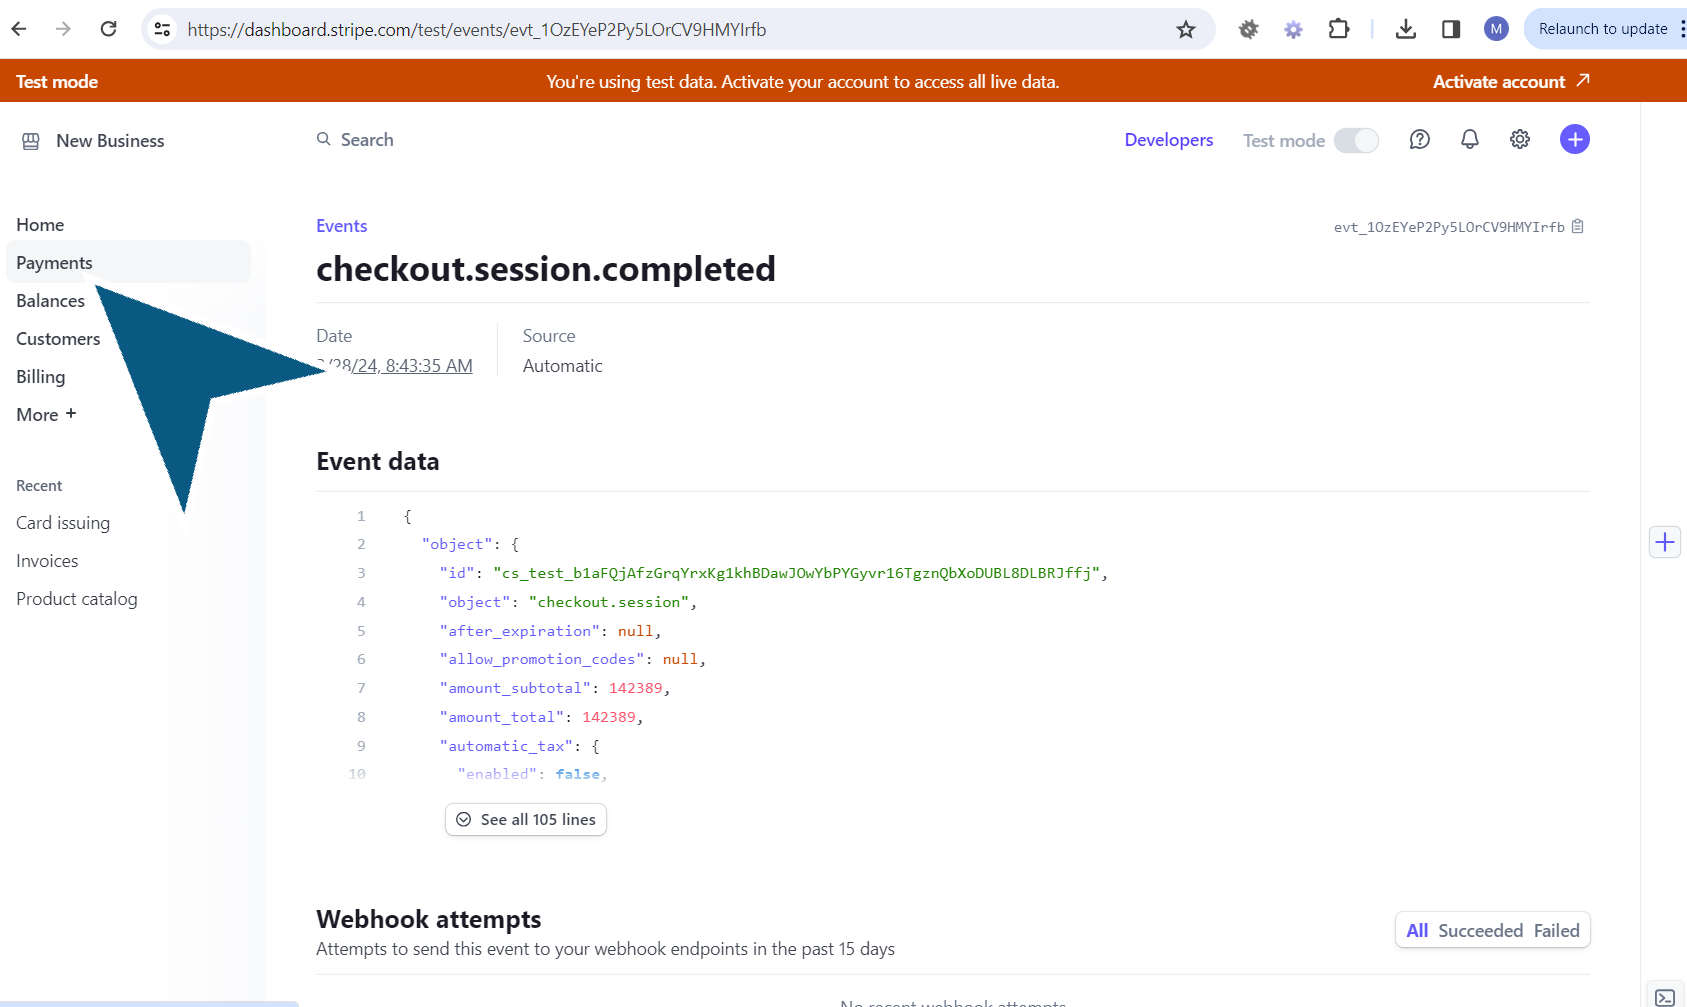 https://dashboard.stripe.com/test/events/evt_1OzEYeP2Py5LOrCV9HMYIrfb
M
Relaunch to update
Test mode
You're using test data. Activate your account to access all live data.
Activate account
New Business
Search
Developers
Test mode
Home
Payments
Balances
Customers
Billing
More +
Recent
Card issuing
Invoices
Product catalog
Events
evt_1OzEYeP2Py5LOrCV9HMYIrfb
checkout.session.completed
Date
Source
/28/24, 8:43:35 AM
Automatic
Event data
1 {
2 "object": {
3 "id": "cs_test_b1aFQjAfzGrqYrxKg1khBDawJOwYbPYGyvr16TgznQbXoDUBL8DLBRJffj",
4 "object": "checkout.session",
5 "after_expiration": null,
6 "allow_promotion_codes": null,
7 "amount_subtotal": 142389,
8 "amount_total": 142389,
9 "automatic_tax": {
10 "enabled": false,
See all 105 lines
Webhook attempts
Attempts to send this event to your webhook endpoints in the past 15 days
All Succeeded Failed
No recent webhook attempts